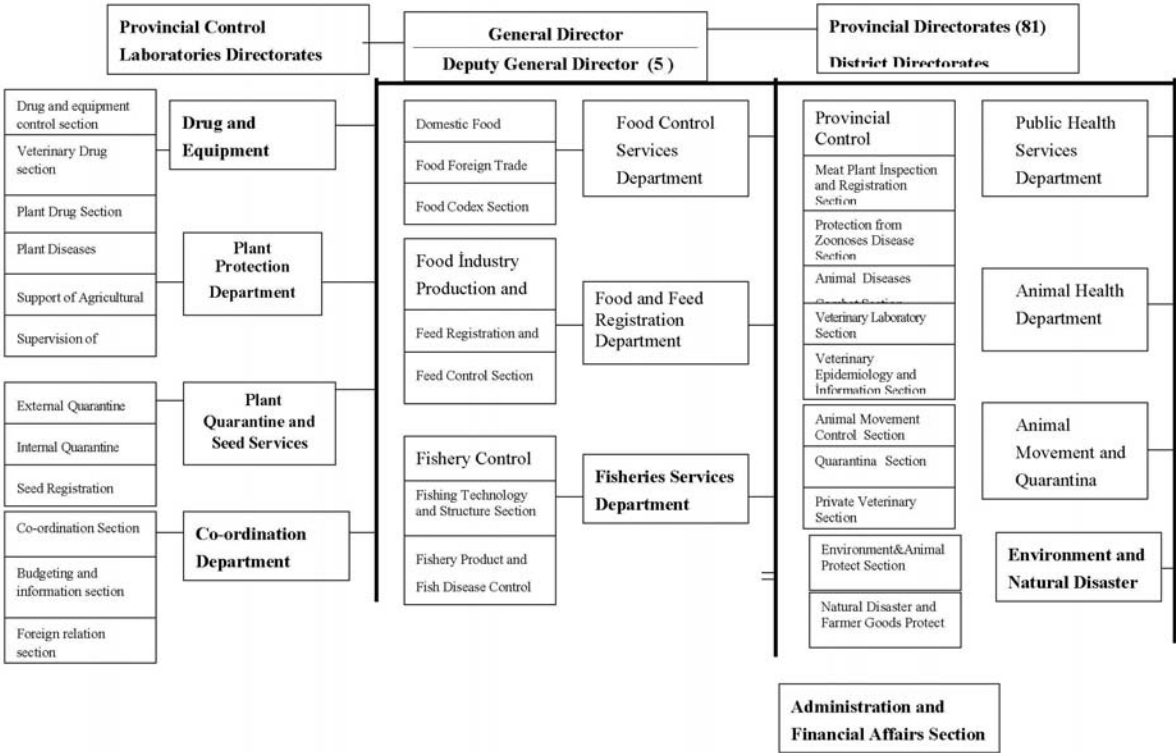 Provincial Control
Laboratories Directorates
General Director
Deputy General Director (5 )
Provincial Directorates (81)
District Directorates
Drug and equipment
control section
Veterinary Drug
section
Plant Drug Section
Drug and
Equipment
Plant Diseases
Support of Agricultural
Supervision of
Plant
Protection
Department
External Quarantine
Internal Quarantine
Seed Registration
Plant
Quarantine and
Seed Services
Co-ordination Section
Budgeting and
information section
Foreign relation
section
Co-ordination
Department
Domestic Food
Food Foreign Trade
Food Codex Section
Food Control
Services
Department
Food İndustry
Production and
Feed Registration and
Feed Control Section
Food and Feed
Registration
Department
Fishery Control
Fishing Technology
and Structure Section
Fishery Product and
Fish Disease Control
Fisheries Services
Department
Provincial
Control
Meat Plant İnspection
and Registration
Section
Protection from
Zoonoses Disease
Section
Public Health
Services
Department
Animal Diseases
Combat Section
Veterinary Laboratory
Section
Veterinary
Epidemiology and
İnformation Section
Animal Health
Department
Animal Movement
Control Section
Quarantina Section
Private Veterinary
Section
Animal
Movement and
Quarantina
Environment&Animal
Protect Section
Natural Disaster and
Farmer Goods Protect
Environment and
Natural Disaster
Administration and
Financial Affairs Section